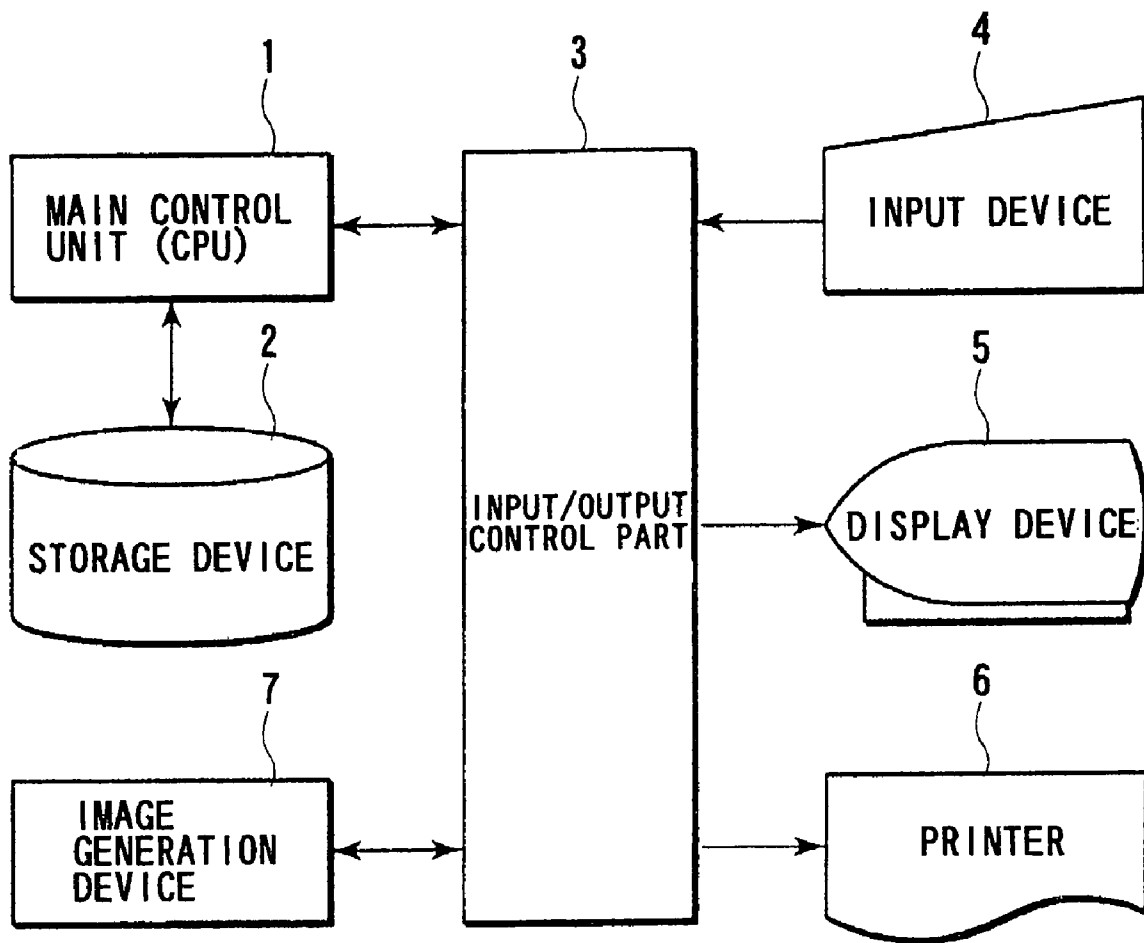 1
3
4
MAIN CONTROL
UNIT (CPU)
INPUT DEVICE
2
5
STORAGE DEVICE
INPUT/OUTPUT
CONTROL PART
DISPLAY DEVICE
7
6
IMAGE
GENERATION
DEVICE
PRINTER